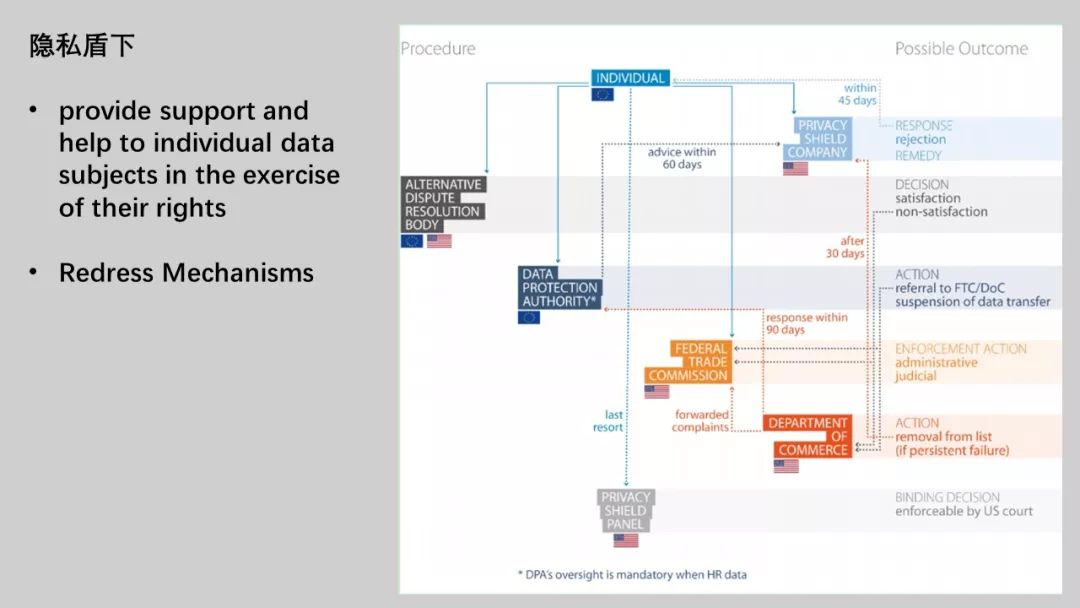 隐私盾下
• provide support and
help to individual data
subjects in the exercise
of their rights
• Redress Mechanisms
Procedure
Possible Outcome
INDIVIDUAL
within
45 days
PRIVACY
SHIELD
COMPANY
RESPONSE
rejection
REMEDY
advice within
60 days
ALTERNATIVE
DISPUTE
RESOLUTION
BODY
DECISION
satisfaction
non-satisfaction
after
30 days
DATA
PROTECTION
AUTHORITY*
ACTION
referral to FTC/DoC
suspension of data transfer
response within
90 days
FEDERAL
TRADE
COMMISSION
ENFORCEMENT ACTION
administrative
judicial
last
resort
forwarded
complaints
DEPARTMENT
OF
COMMERCE
ACTION
removal from list
(if persistent failure)
PRIVACY
SHIELD
PANEL
BINDING DECISION
enforceable by US court
* DPA's oversight is mandatory when HR data